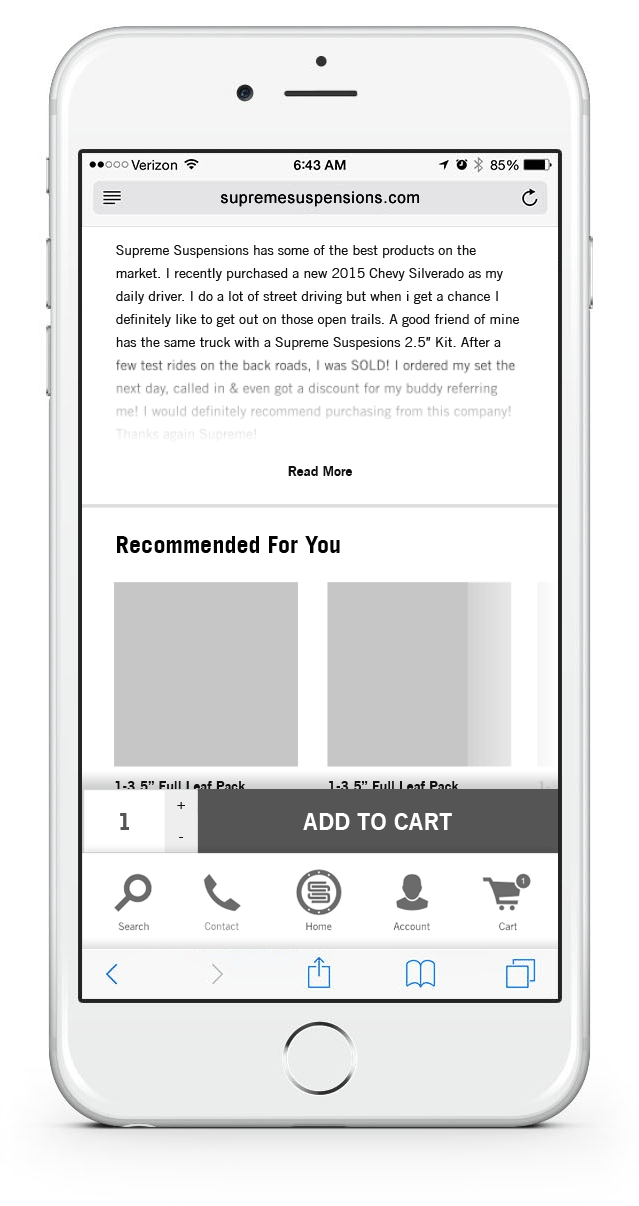 Verizon 6:43 AM 85%
supremesuspensions.com
Supreme Suspensions has some of the best products on the
market. I recently purchased a new 2015 Chevy Silverado as my
daily driver. I do a lot of street driving but when i get a chance I
definitely like to get out on those open trails. A good friend of mine
has the same truck with a Supreme Suspesions 2.5″ Kit. After a
few test rides on the back roads, I was SOLD! I ordered my set the
next day, called in & even got a discount for my buddy referring
me! I would definitely recommend purchasing from this company!
Thanks again Supreme!
Read More
Recommended For You
1-3.5” Full Leaf Pack 1-3.5” Full Leaf Pack 1-
1 + - ADD TO CART
1
Search Contact Home Account Cart